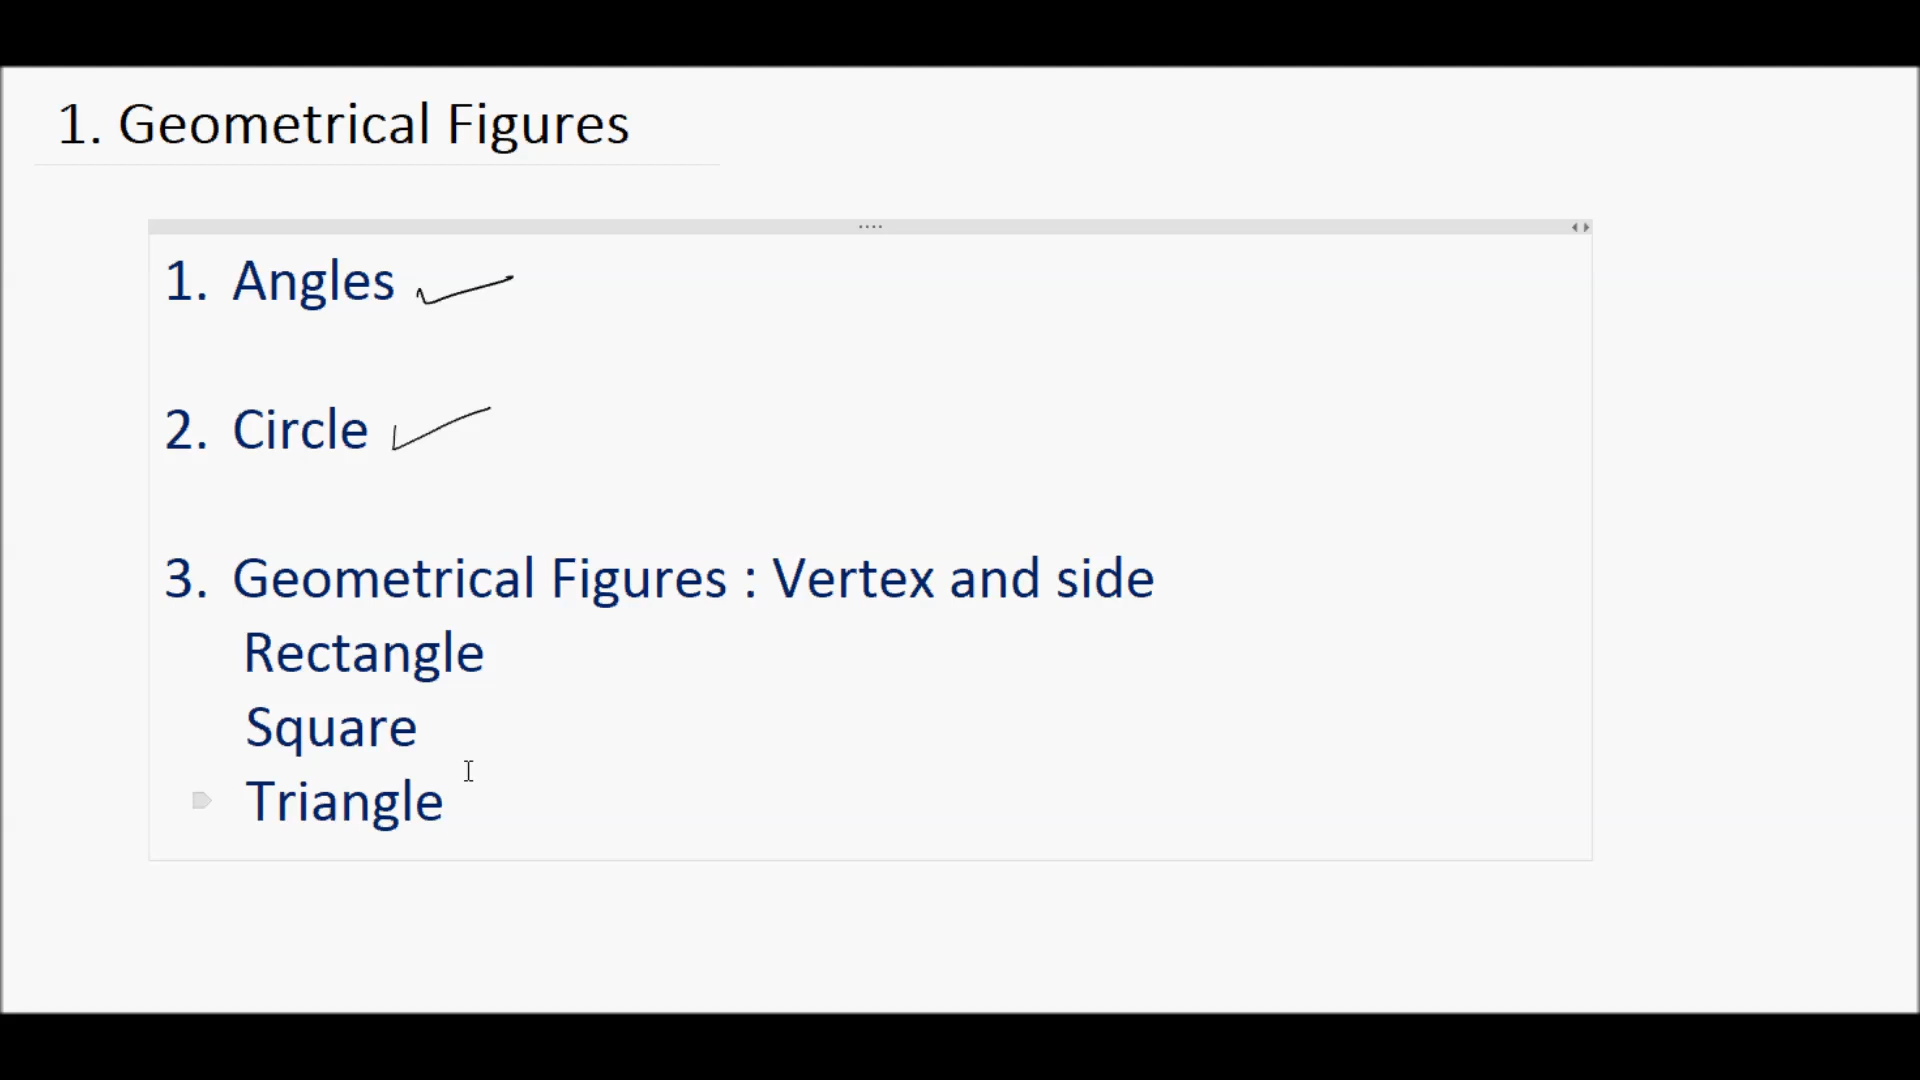 1. Geometrical Figures
1. Angles
2. Circle
3. Geometrical Figures : Vertex and side
Rectangle
Square
Triangle